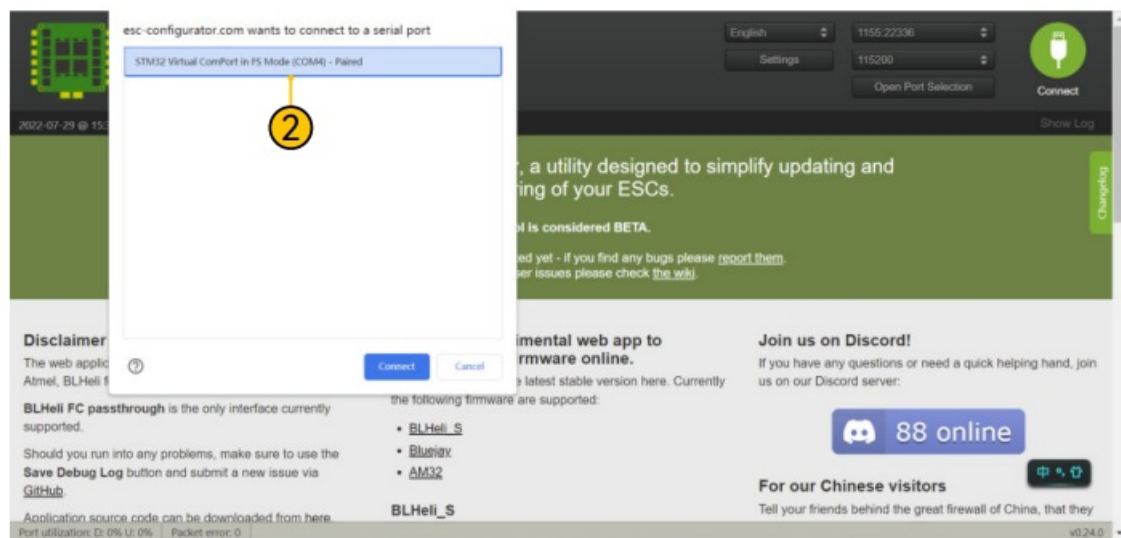 esc-configurator.com wants to connect to a serial port
STM32 Virtual ComPort in FS Mode (COM4) - Paired
2
Connect
Cancel
English
1155:22336
Settings
115200
Open Port Selection
Connect
2022-07-29 @ 15:3
Show Log
, a utility designed to simplify updating and
ring of your ESCs.
ol is considered BETA.
ed yet - if you find any bugs please report them.
ser issues please check the wiki.
Changelog
Disclaimer
The web applic
Atmel, BLHeli f
BLHeli FC passthrough is the only interface currently
supported.
Should you run into any problems, make sure to use the
Save Debug Log button and submit a new issue via
GitHub.
Application source code can be downloaded from here.
imental web app to
rmware online.
e latest stable version here. Currently
the following firmware are supported:
• BLHeli_S
• Bluejay
• AM32
BLHeli_S
Join us on Discord!
If you have any questions or need a quick helping hand, join
us on our Discord server:
88 online
中
For our Chinese visitors
Tell your friends behind the great firewall of China, that they
Port utilization: D: 0% U: 0%
Packet error: 0
v0.24.0